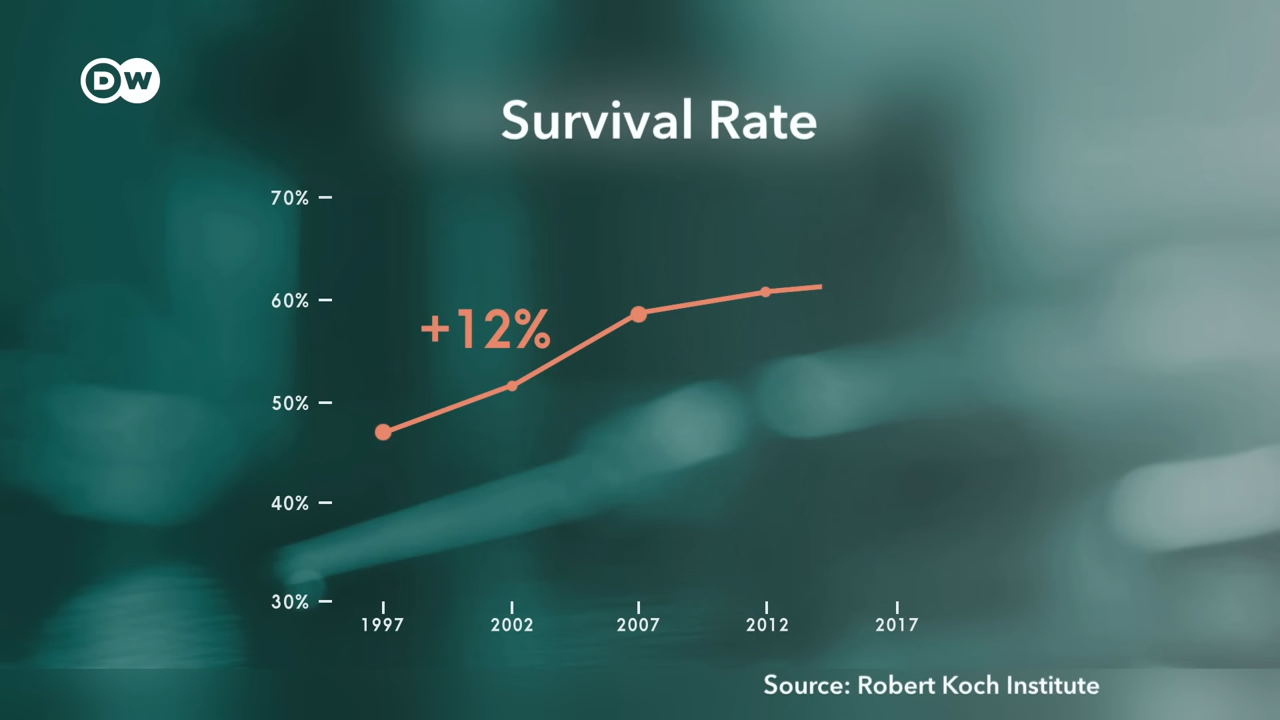 DW
Survival Rate
70%
60%
+12%
50%
40%
30%
1997 2002 2007 2012 2017
Source: Robert Koch Institute